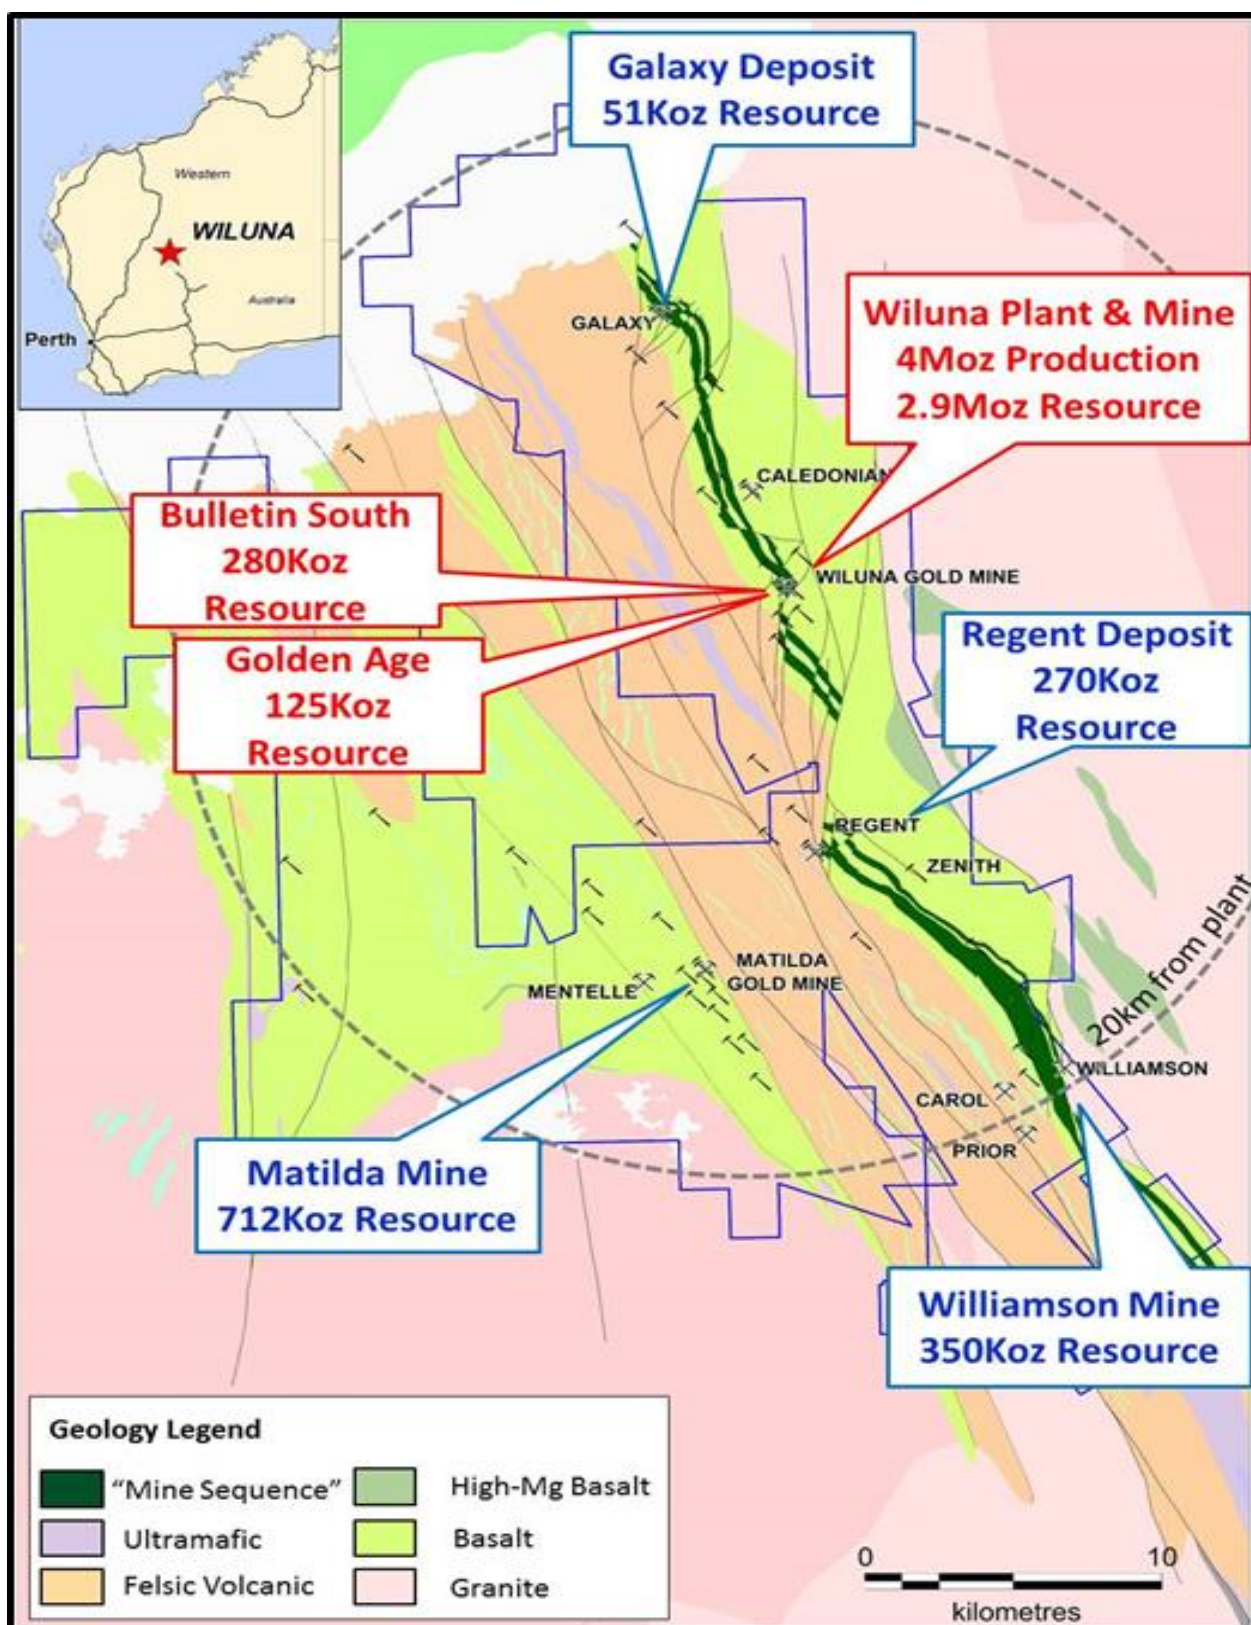 Western
WILUNA
Australia
Perth
Galaxy Deposit
51Koz Resource
GALAXY
Wiluna Plant & Mine
4Moz Production
2.9Moz Resource
CALEDONIAN
Bulletin South
280Koz
Resource
WILUNA GOLD MINE
Golden Age
125Koz
Resource
Regent Deposit
270Koz
Resource
REGENT
ZENITH
MATILDA
GOLD MINE
MENTELLE
20km from plant
WILLIAMSON
CAROL
PRIOR
Matilda Mine
712Koz Resource
Williamson Mine
350Koz Resource
Geology Legend
“Mine Sequence”
High-Mg Basalt
Ultramafic
Basalt
Felsic Volcanic
Granite
0
10
kilometres